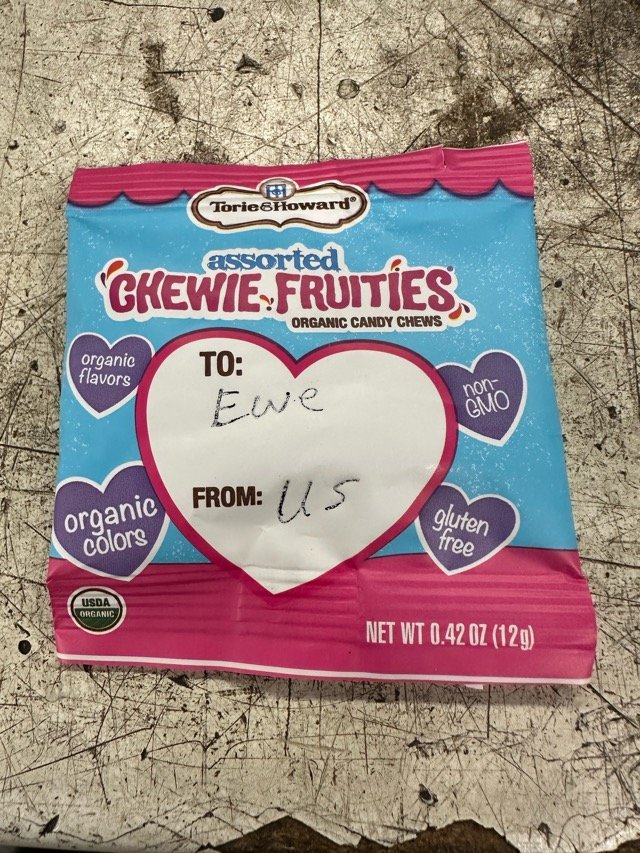 Torie&Howard®
assorted
CHEWIE FRUITIES®
ORGANIC CANDY CHEWS
organic
flavors
TO:
Ewe
non-
GMO
FROM: us
organic
colors
gluten
free
USDA
ORGANIC
NET WT 0.42 OZ (12g)